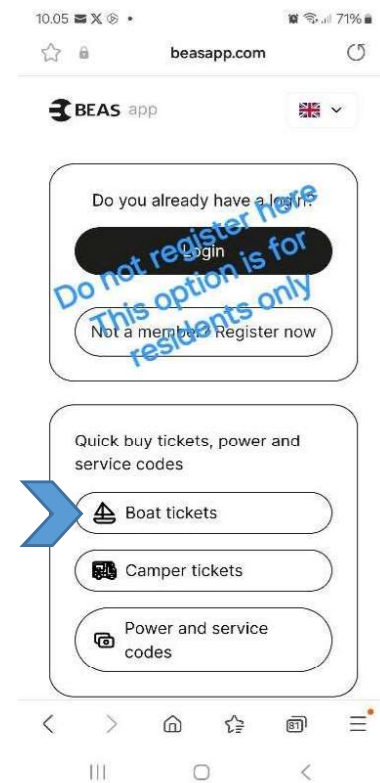 10.05
71%
beasapp.com
BEAS app
Do you already have a login?
Login
Not a member? Register now
Do not register here
This option is for
residents only
Quick buy tickets, power and
service codes
Boat tickets
Camper tickets
Power and service
codes
81